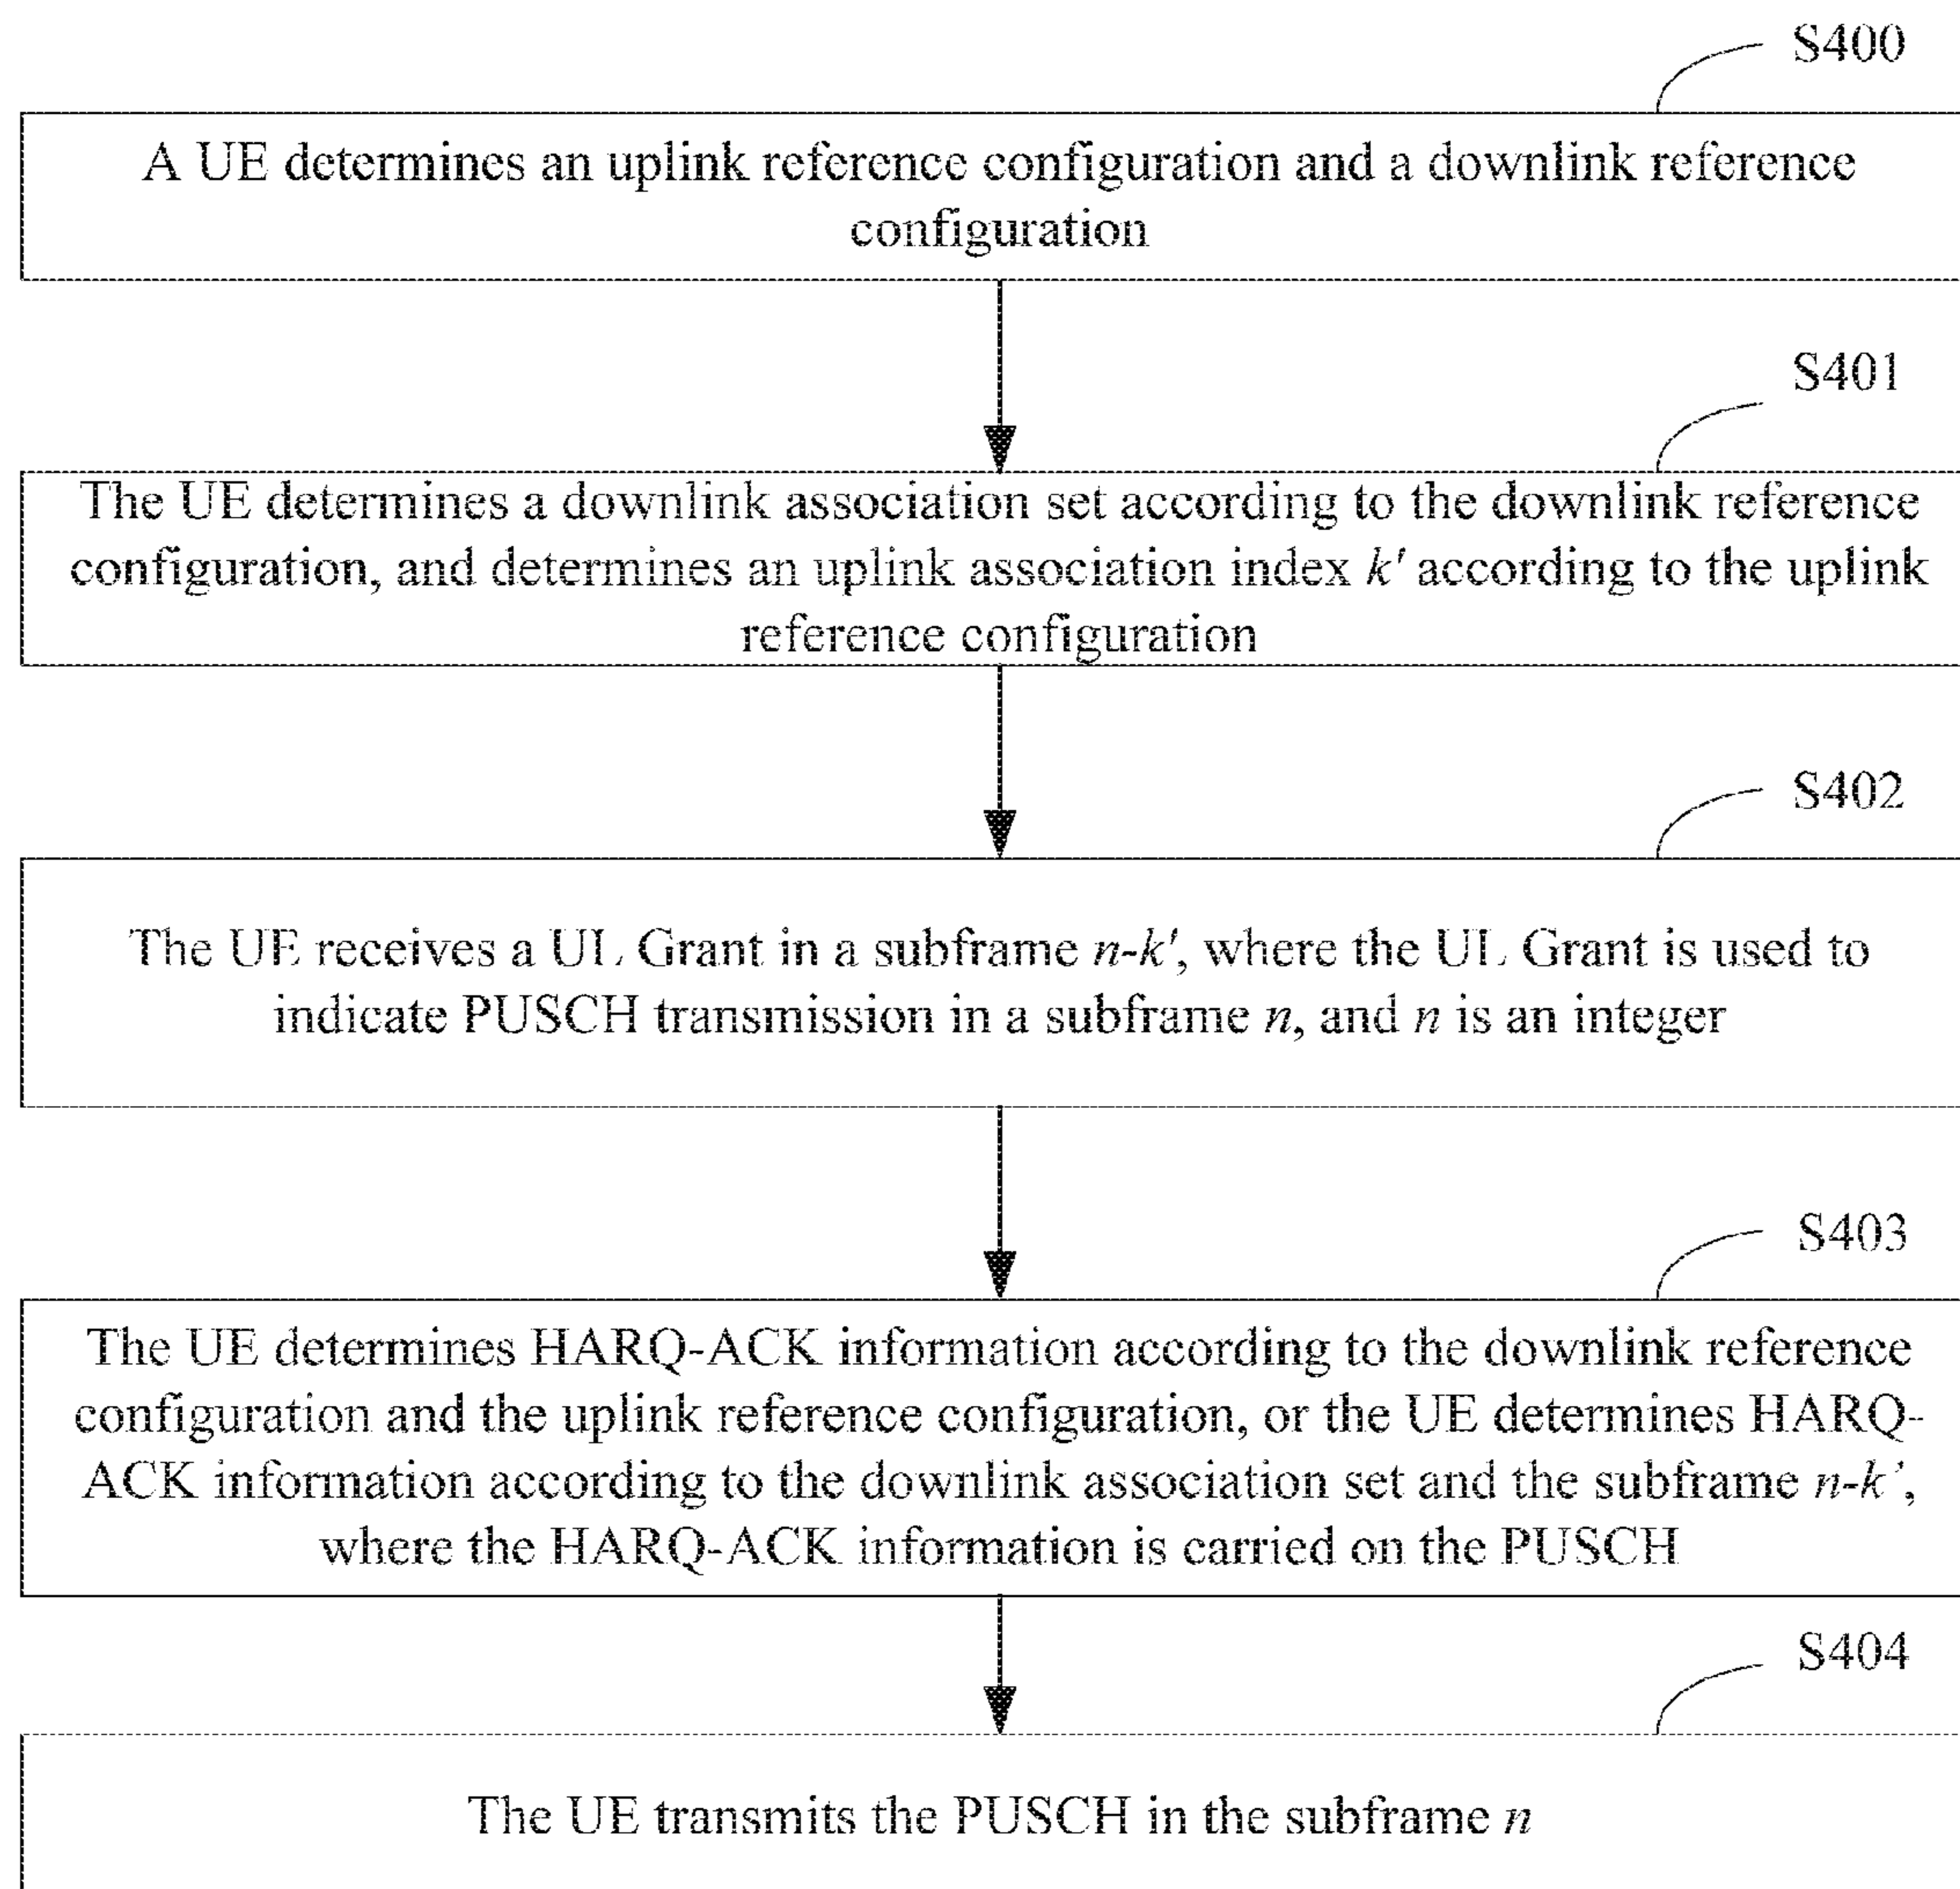 S400
A UE determines an uplink reference configuration and a downlink reference
configuration
S401
The UE determines a downlink association set according to the downlink reference
configuration, and determines an uplink association index k' according to the uplink
reference configuration
S402
The UE receives a UL Grant in a subframe n-k', where the UL Grant is used to
indicate PUSCH transmission in a subframe n, and n is an integer
S403
The UE determines HARQ-ACK information according to the downlink reference
configuration and the uplink reference configuration, or the UE determines HARQ-
ACK information according to the downlink association set and the subframe n-k’,
where the HARQ-ACK information is carried on the PUSCH
S404
The UE transmits the PUSCH in the subframe n